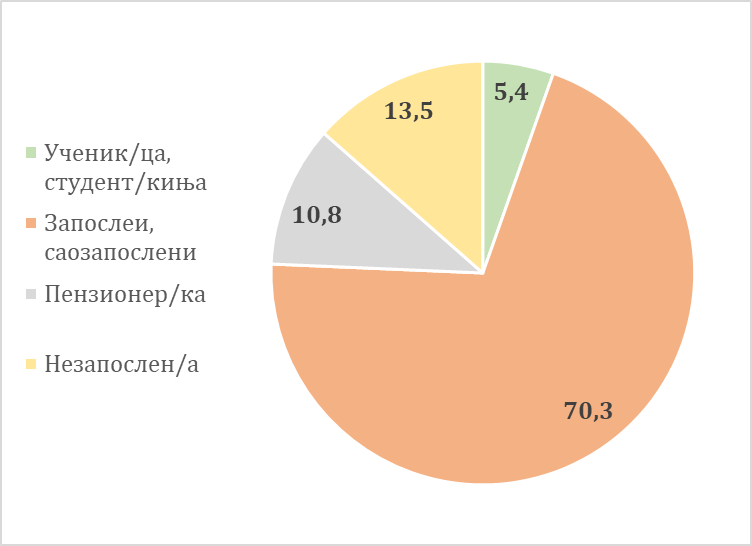 5,4
13,5
Ученик/ца,
студент/киња
Запослеи,
саозапослени
10,8
Пензионер/ка
Незапослен/а
70,3